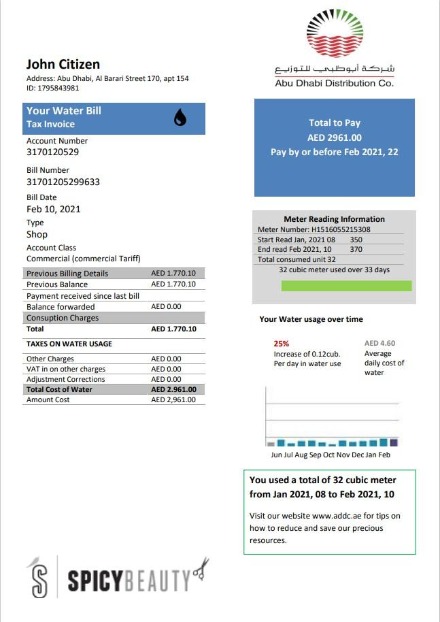 شركة أبوظبي للتوزيع
Abu Dhabi Distribution Co.
John Citizen
Address: Abu Dhabi, Al Barari Street 170, apt 154
ID: 1795843981
Your Water Bill
Tax Invoice
Account Number
3170120529
Bill Number
31701205299633
Bill Date
Feb 10, 2021
Type
Shop
Account Class
Commercial (commercial Tariff)
Previous Billing Details AED 1.770.10
Previous Balance AED 1.770.10
Payment received since last bill
Balance forwarded AED 0.00
Consuption Charges
Total AED 1.770.10
TAXES ON WATER USAGE
Other Charges AED 0.00
VAT in on other charges AED 0.00
Adjustment Corrections AED 0.00
Total Cost of Water AED 2.961.00
Amount Cost AED 2,961.00
Total to Pay
AED 2961.00
Pay by or before Feb 2021, 22
Meter Reading Information
Meter Number: H1516055215308
Start Read Jan, 2021 08 350
End read Feb, 2021, 10 370
Total consumed unit 32
32 cubic meter used over 33 days
Your Water usage over time
25% AED 4.60
Increase of 0.12cub. Average
Per day in water use daily cost of
water
Jun Jul Aug Sep Oct Nov Dec Jan Feb
You used a total of 32 cubic meter
from Jan 2021, 08 to Feb 2021, 10
Visit our website www.addc.ae for tips on
how to reduce and save our precious
resources.
S SPICYBEAUTY